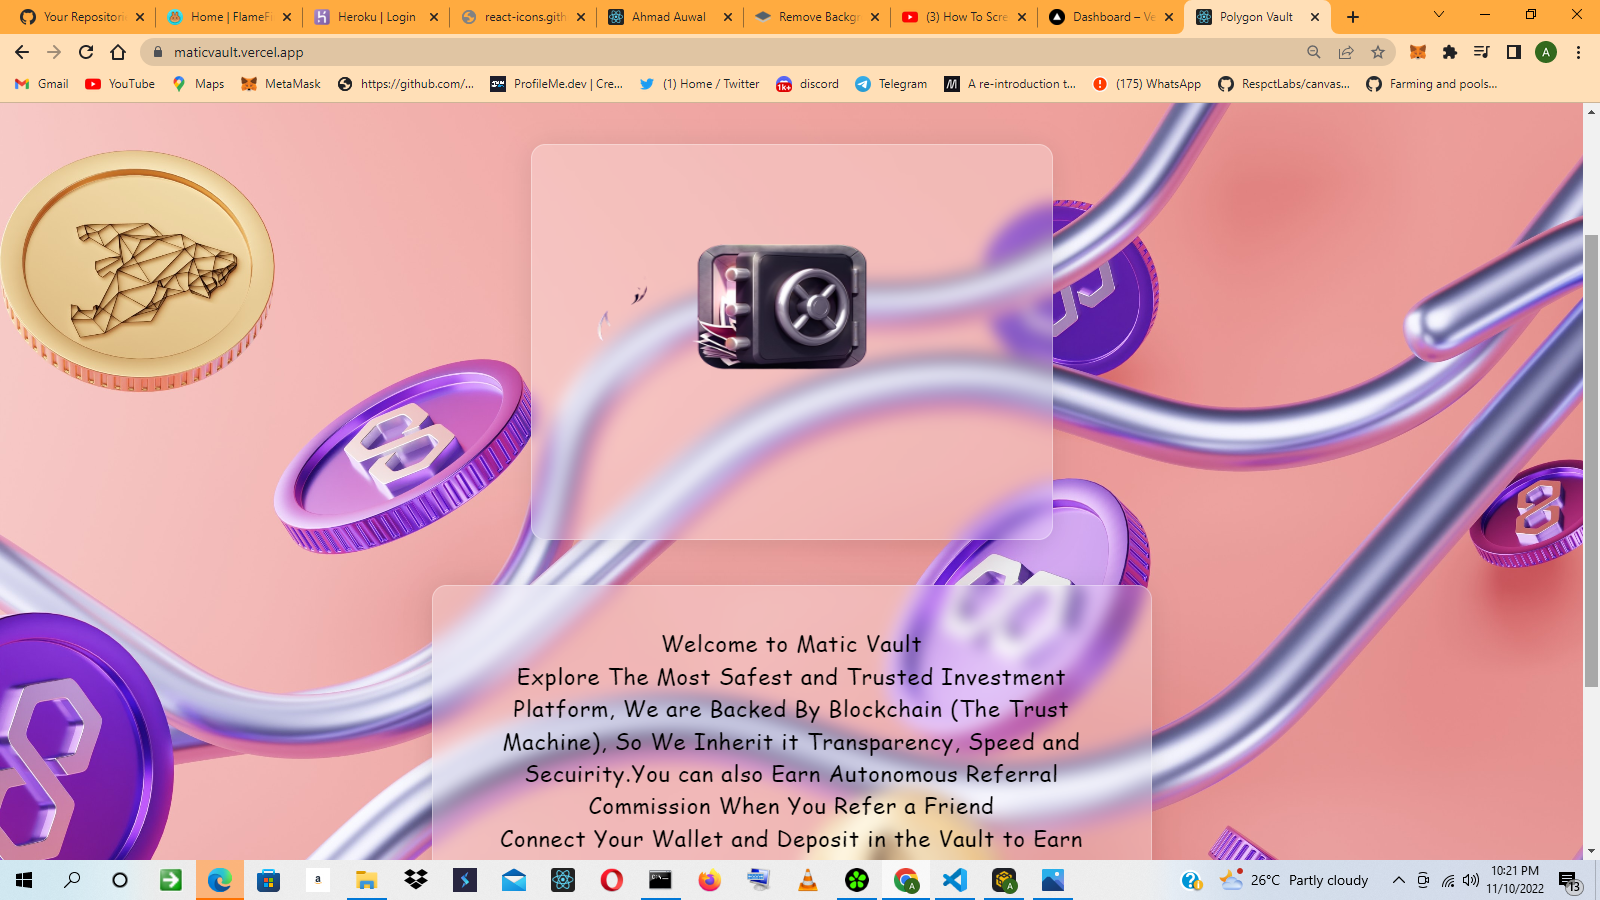 Your Repositori
Home | FlameFi
Heroku | Login
react-icons.gith
Ahmad Auwal
Remove Backgr
(3) How To Scre
Dashboard – Ve
Polygon Vault
maticvault.vercel.app
A
Gmail
YouTube
Maps
MetaMask
https://github.com/...
ProfileMe.dev | Cre...
(1) Home / Twitter
discord
Telegram
A re-introduction t...
(175) WhatsApp
RespctLabs/canvas...
Farming and pools...
Welcome to Matic Vault
Explore The Most Safest and Trusted Investment
Platform, We are Backed By Blockchain (The Trust
Machine), So We Inherit it Transparency, Speed and
Secuirity.You can also Earn Autonomous Referral
Commission When You Refer a Friend
Connect Your Wallet and Deposit in the Vault to Earn
26°C Partly cloudy
10:21 PM
11/10/2022
13